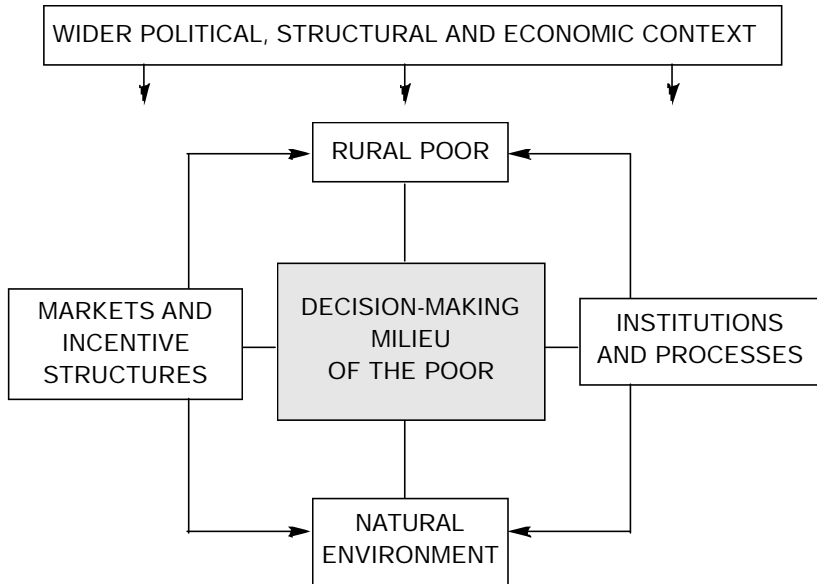 WIDER POLITICAL, STRUCTURAL AND ECONOMIC CONTEXT
RURAL POOR
MARKETS AND
INCENTIVE
STRUCTURES
DECISION-MAKING
MILIEU
OF THE POOR
INSTITUTIONS
AND PROCESSES
NATURAL
ENVIRONMENT